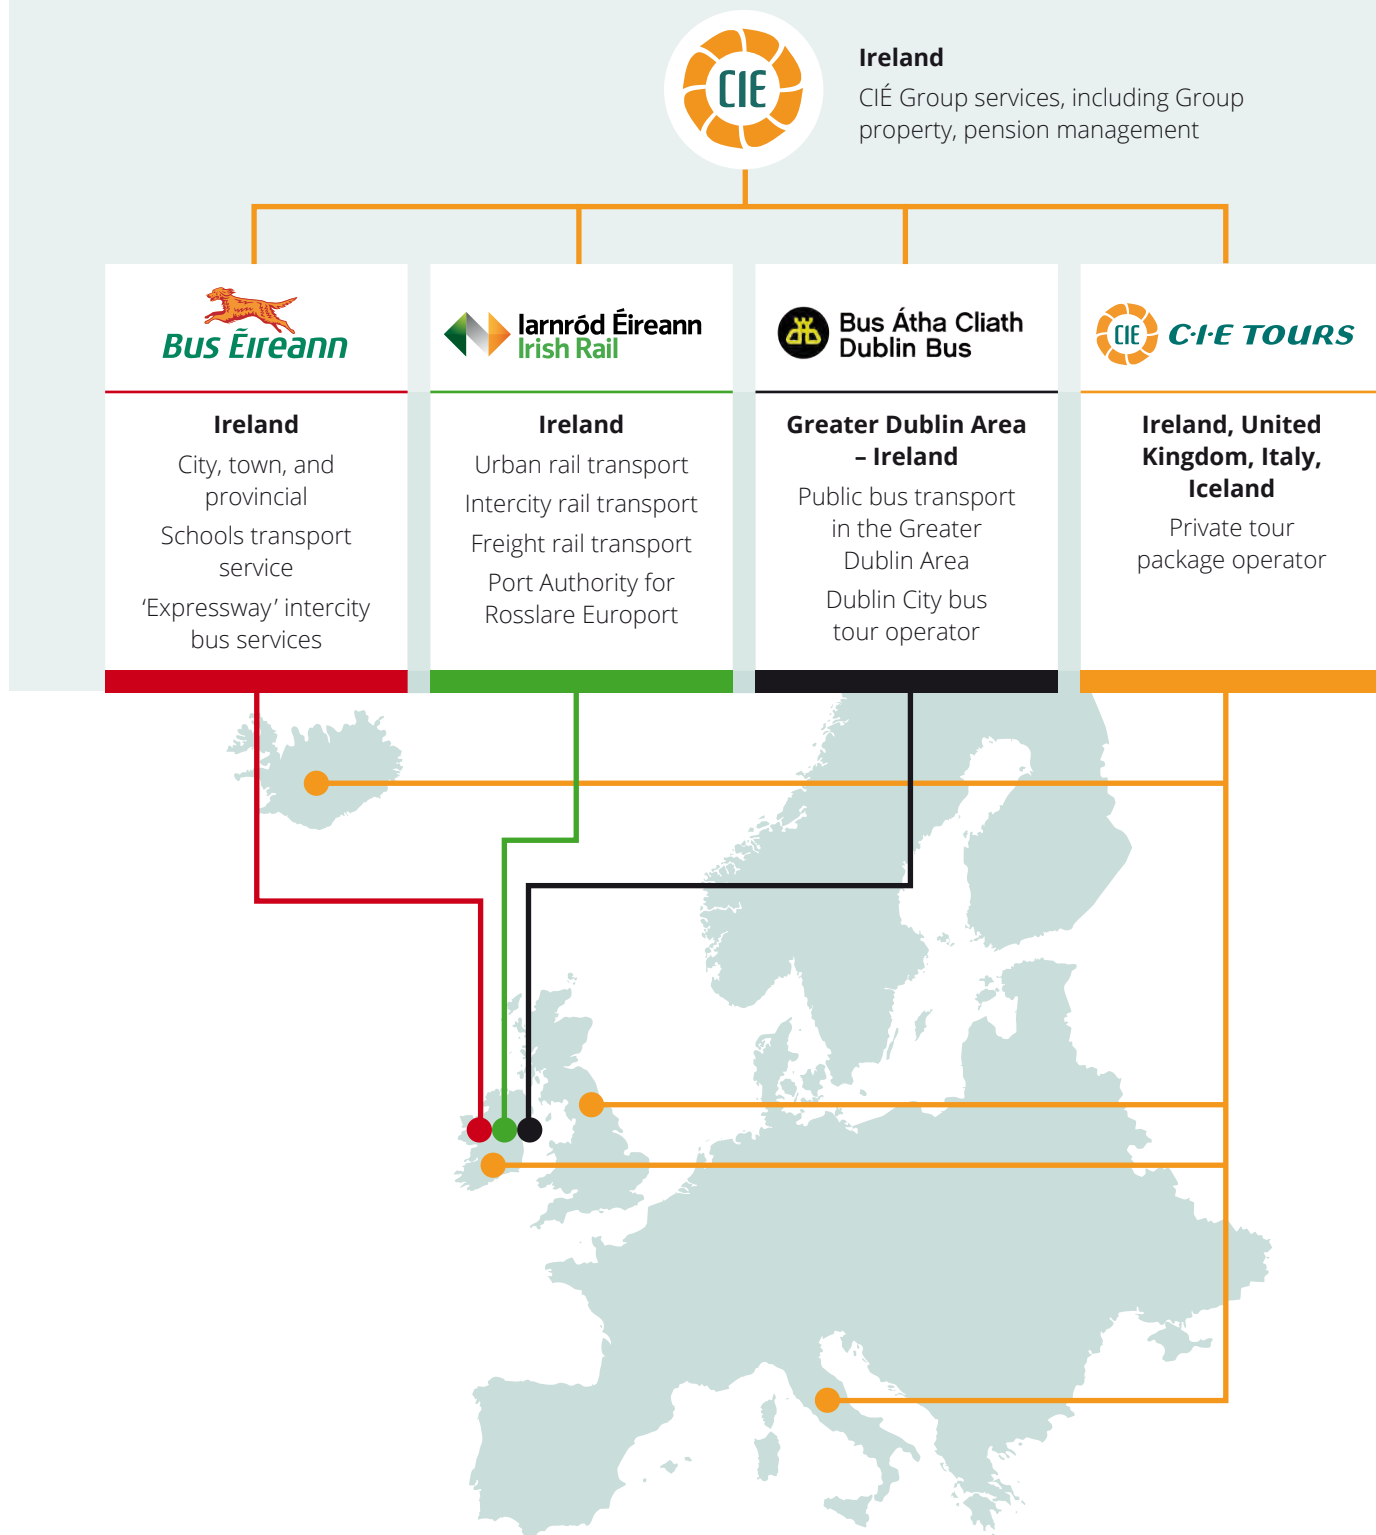 CIE
Ireland
CIÉ Group services, including Group
property, pension management
Bus Éireann
Ireland
City, town, and
provincial
Schools transport
service
‘Expressway’ intercity
bus services
Iarnród Éireann
Irish Rail
Ireland
Urban rail transport
Intercity rail transport
Freight rail transport
Port Authority for
Rosslare Europort
Bus Átha Cliath
Dublin Bus
Greater Dublin Area
– Ireland
Public bus transport
in the Greater
Dublin Area
Dublin City bus
tour operator
CIE
C·I·E TOURS
Ireland, United
Kingdom, Italy,
Iceland
Private tour
package operator